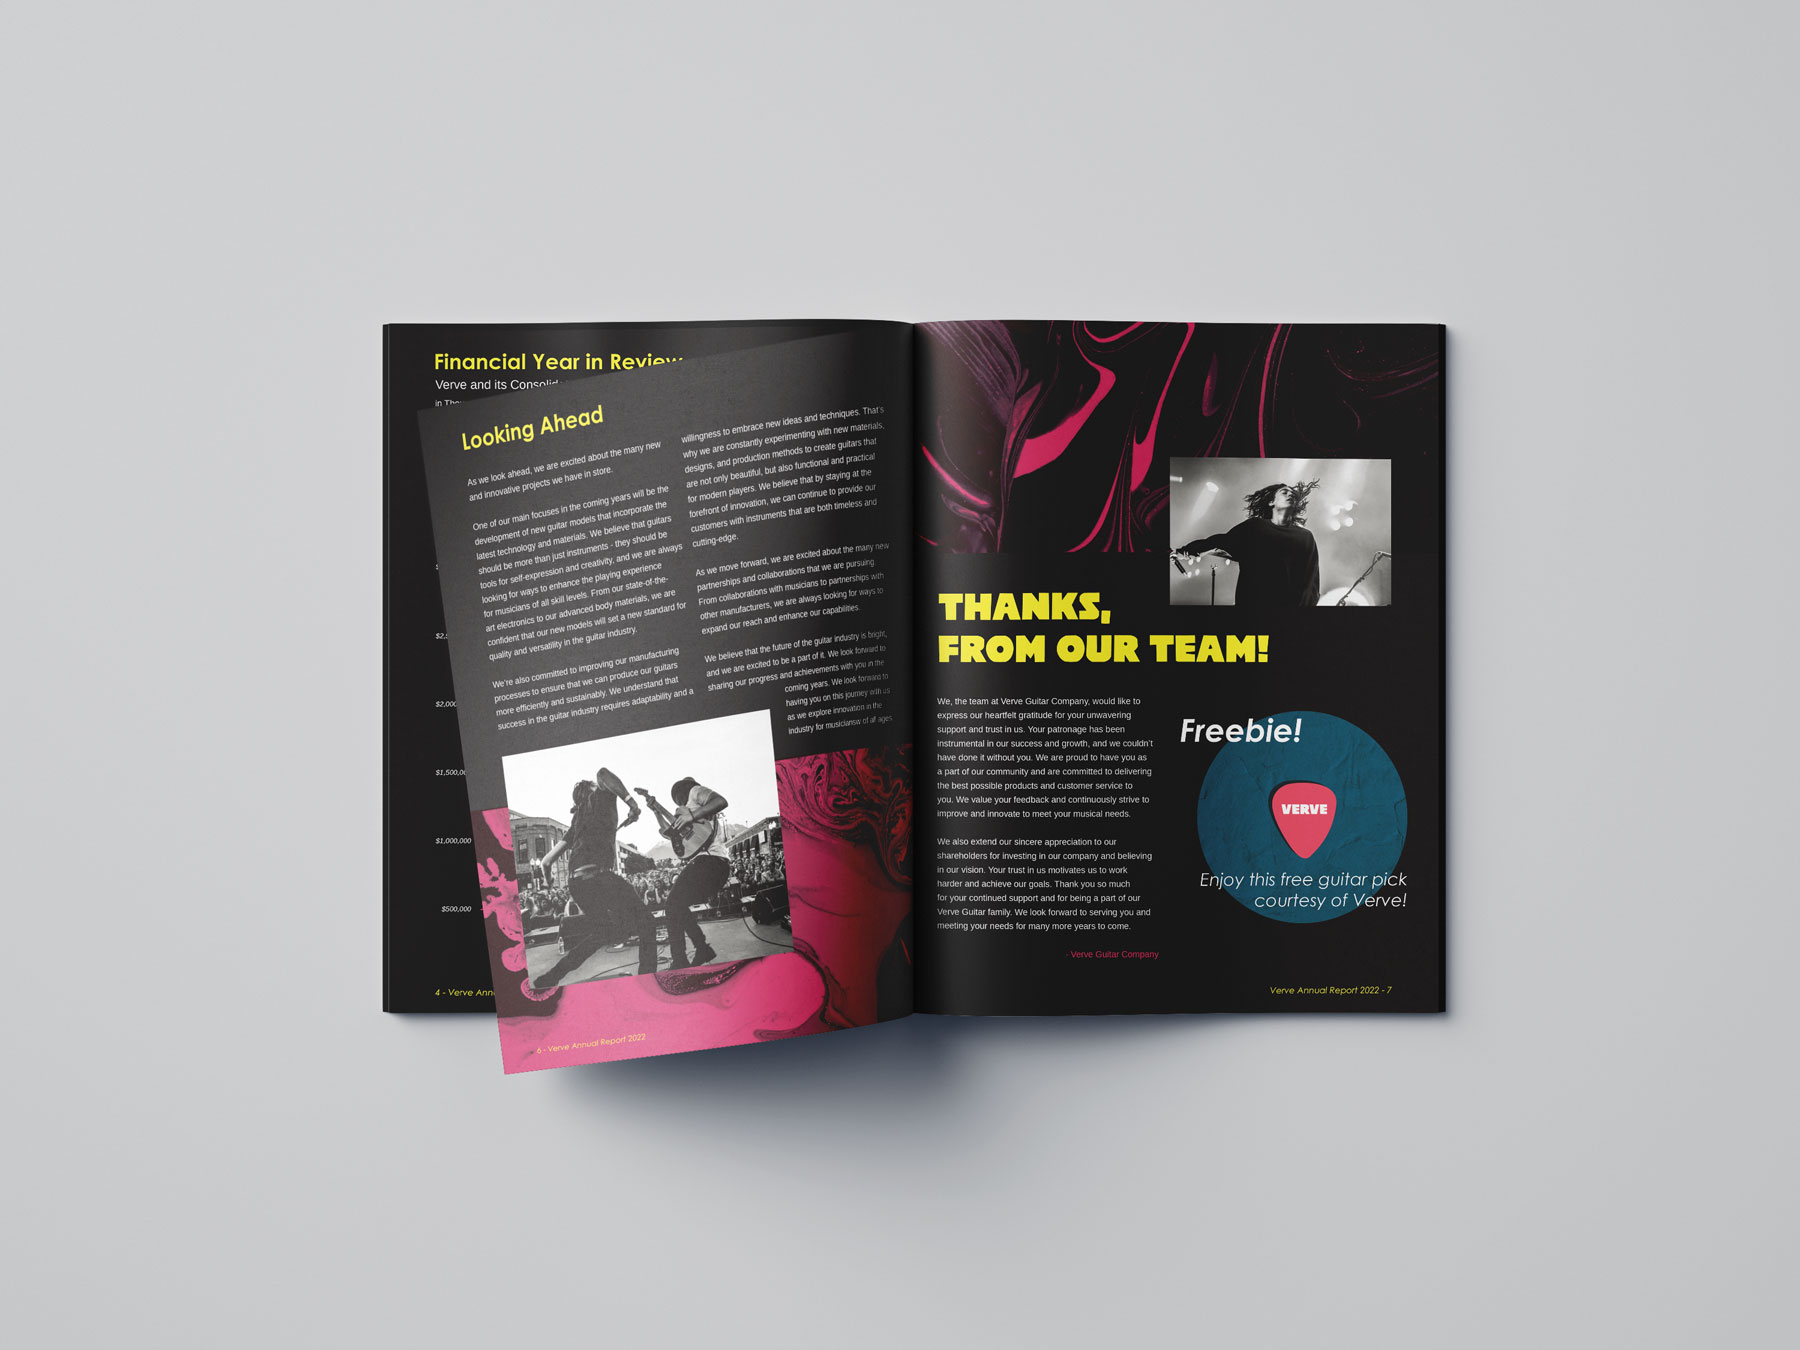 Financial Year in Review
Verve and its
in
$2,000
$1,500,
$1,000,000
$500,000
4 - Verve
Looking Ahead
As we look ahead, we are excited about the many new
and innovative projects we have in store.
One of our main focuses in the coming years will be the
development of new guitar models that incorporate the
latest technology and materials. We believe that guitars
should be more than just instruments - they should be
tools for self-expression and creativity, and we are always
looking for ways to enhance the playing experience
for musicians of all skill levels. From our state-of-the-
art electronics to our advanced body materials, we are
confident that our new models will set a new standard for
quality and versatility in the guitar industry.
We're also committed to improving our manufacturing
processes to ensure that we can produce our guitars
more efficiently and sustainably. We understand that
success in the guitar industry requires adaptability and a
willingness to embrace new ideas and techniques. That's
why we are constantly experimenting with new materials,
designs, and production methods to create guitars that
are not only beautiful, but also functional and practical
for modern players. We believe that by staying at the
forefront of innovation, we can continue to provide our
customers with instruments that are both timeless and
cutting-edge.
As we move forward, we are excited about the many new
partnerships and collaborations that we are pursuing.
From collaborations with musicians to partnerships with
other manufacturers, we are always looking for ways to
expand our reach and enhance our capabilities.
We believe that the future of the guitar industry is bright,
and we are excited to be a part of it. We look forward to
sharing our progress and achievements with you in the
coming years. We look forward to
having you on this journey with us
as we explore innovation in the
industry for musiciansw of all ages.
6 - Verve Annual Report 2022
THANKS,
FROM OUR TEAM!
We, the team at Verve Guitar Company, would like to
express our heartfelt gratitude for your unwavering
support and trust in us. Your patronage has been
instrumental in our success and growth, and we couldn't
have done it without you. We are proud to have you as
a part of our community and are committed to delivering
the best possible products and customer service to
you. We value your feedback and continuously strive to
improve and innovate to meet your musical needs.
We also extend our sincere appreciation to our
shareholders for investing in our company and believing
in our vision. Your trust in us motivates us to work
harder and achieve our goals. Thank you so much
for your continued support and for being a part of our
Verve Guitar family. We look forward to serving you and
meeting your needs for many more years to come.
- Verve Guitar Company
Freebie!
VERVE
Enjoy this free guitar pick
courtesy of Verve!
Verve Annual Report 2022 - 7